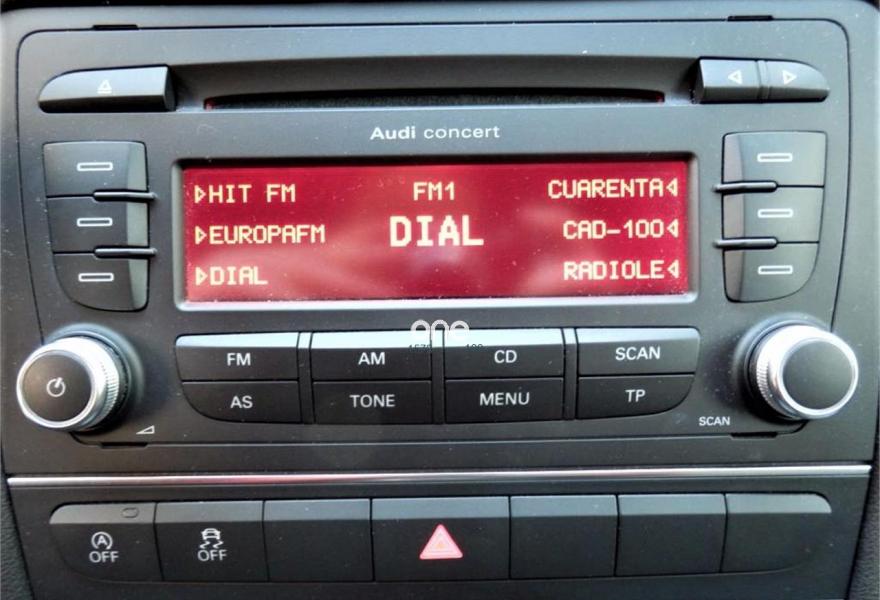 Audi concert
HIT FM FM1 CUARENTA
EUROPAFM DIAL CAD-100
DIAL RADIOLE
one
FM AM CD SCAN
AS TONE MENU TP
SCAN
A
OFF OFF